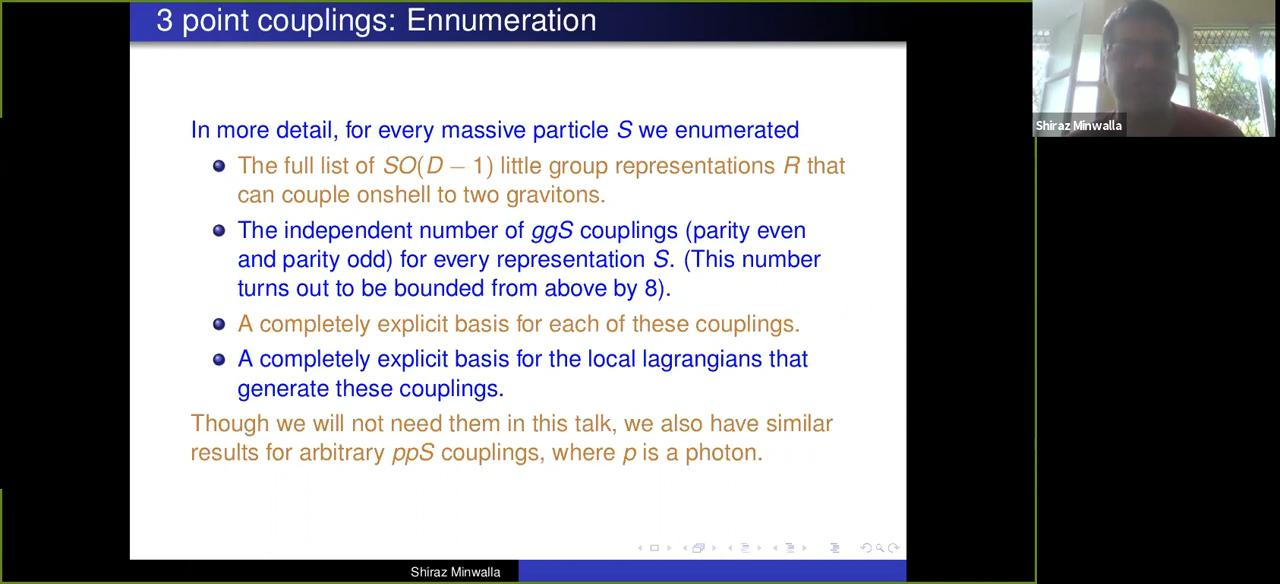 3 point couplings: Ennumeration
Shiraz Minwalla
In more detail, for every massive particle S we enumerated
The full list of SO(D − 1) little group representations R that
can couple onshell to two gravitons.
The independent number of ggS couplings (parity even
and parity odd) for every representation S. (This number
turns out to be bounded from above by 8).
A completely explicit basis for each of these couplings.
A completely explicit basis for the local lagrangians that
generate these couplings.
Though we will not need them in this talk, we also have similar
results for arbitrary ppS couplings, where p is a photon.
Shiraz Minwalla